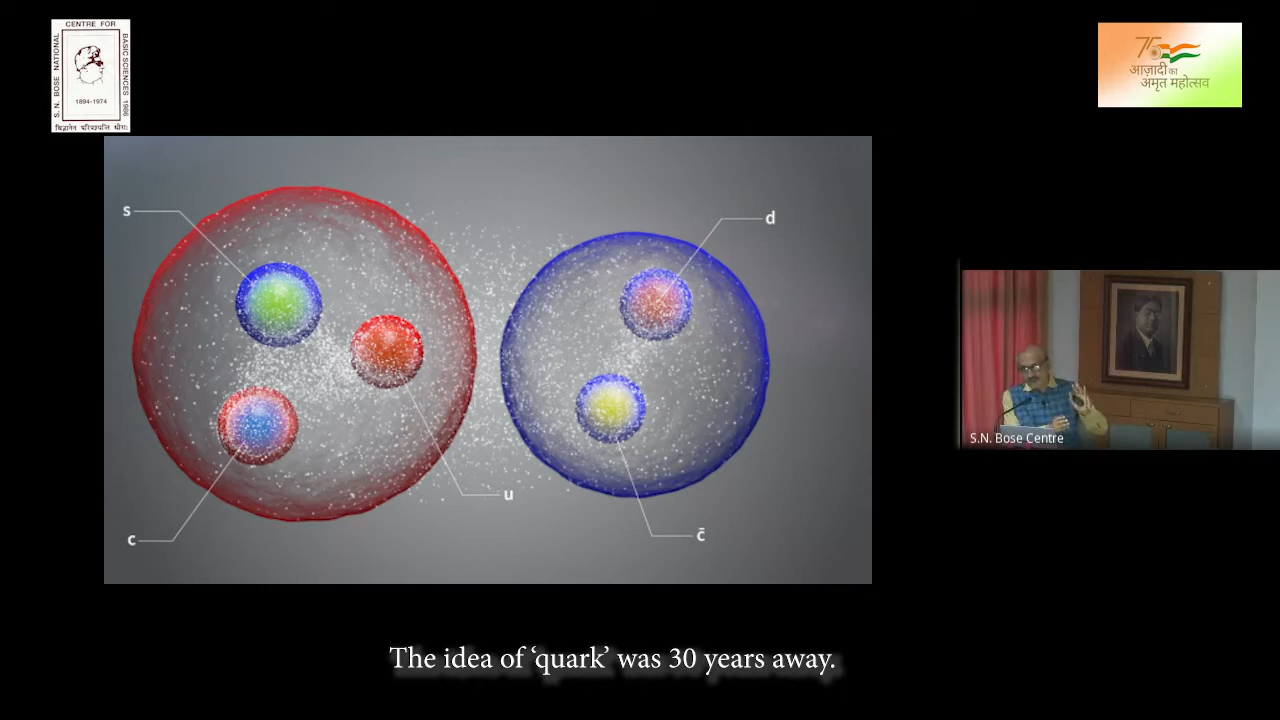 CENTRE FOR
S. N. BOSE NATIONAL
BASIC SCIENCES 1986
1894-1974
75
आज़ादी का
अमृत महोत्सव
s
d
u
c
c̄
S.N. Bose Centre
The idea of ‘quark’ was 30 years away.